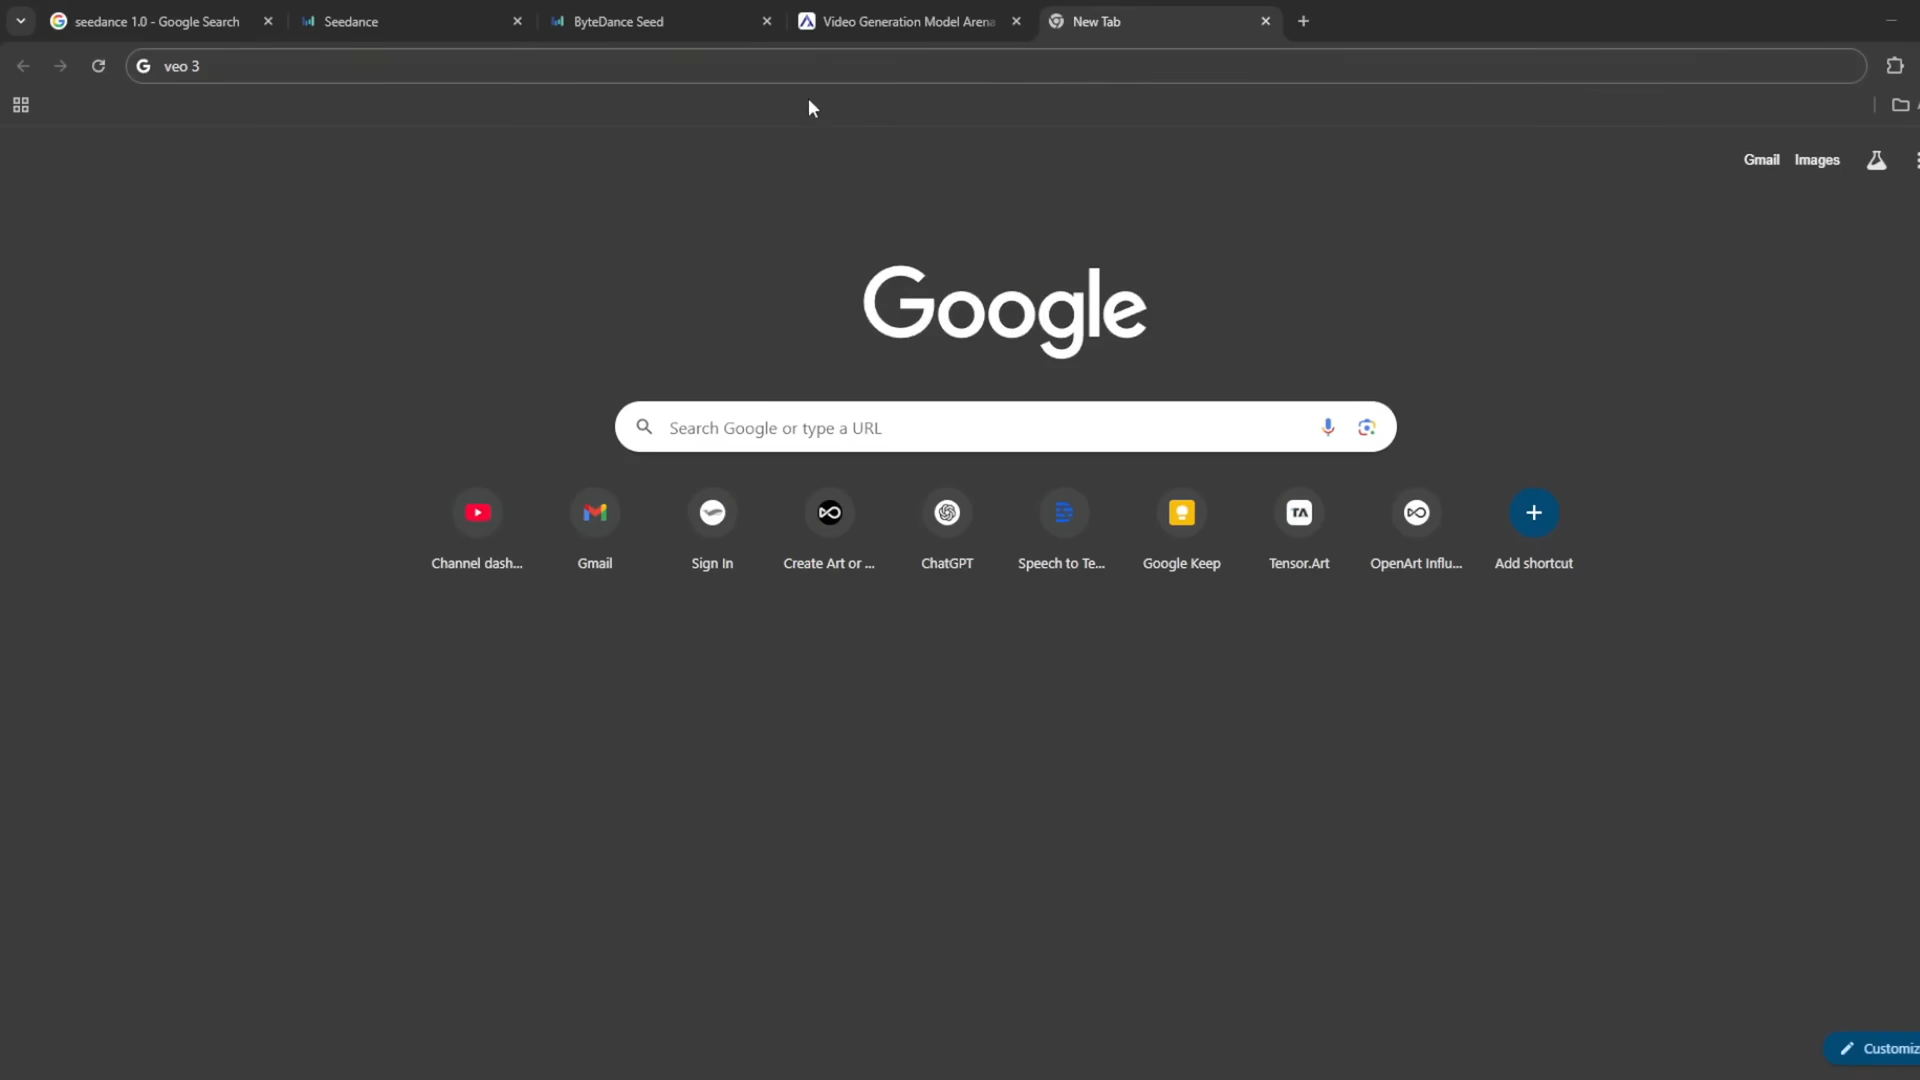 seedance 1.0 - Google Search
Seedance
ByteDance Seed
Video Generation Model Arena
New Tab
veo 3
Gmail Images
Google
Search Google or type a URL
Channel dash...
Gmail
Sign In
Create Art or ...
ChatGPT
Speech to Te...
Google Keep
Tensor.Art
OpenArt Influ...
Add shortcut
TA
Customiz